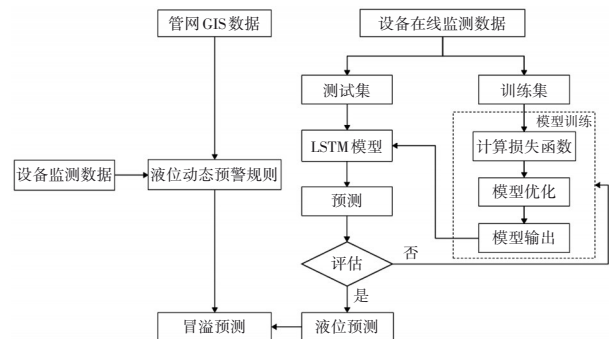 管网GIS数据
设备在线监测数据
测试集
训练集
模型训练
LSTM模型
计算损失函数
设备监测数据
液位动态预警规则
模型优化
预测
模型输出
评估
否
是
冒溢预测
液位预测